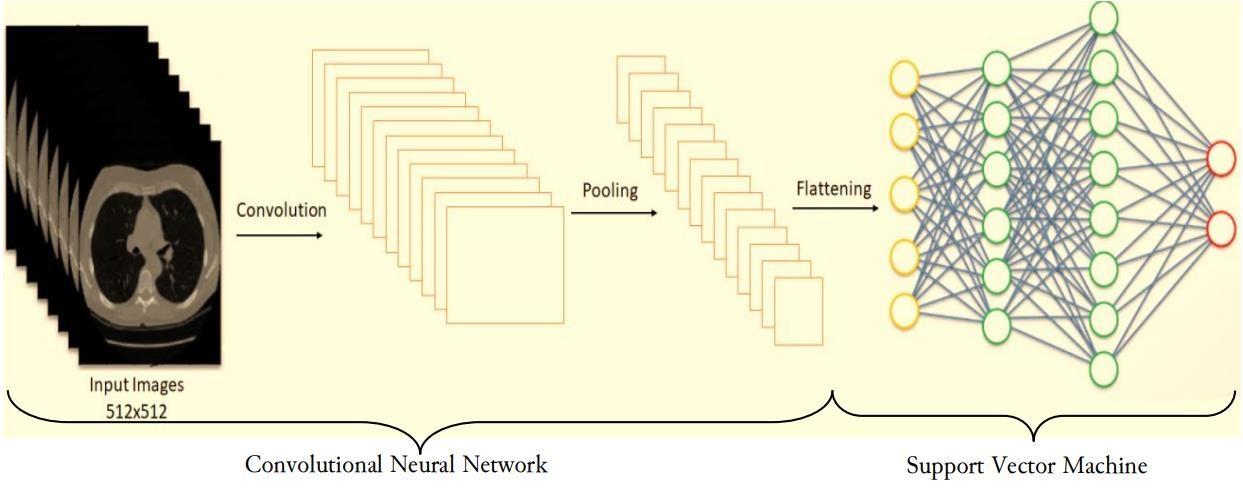 Convolution
Pooling
Flattening
Input Images
512x512
Convolutional Neural Network
Support Vector Machine